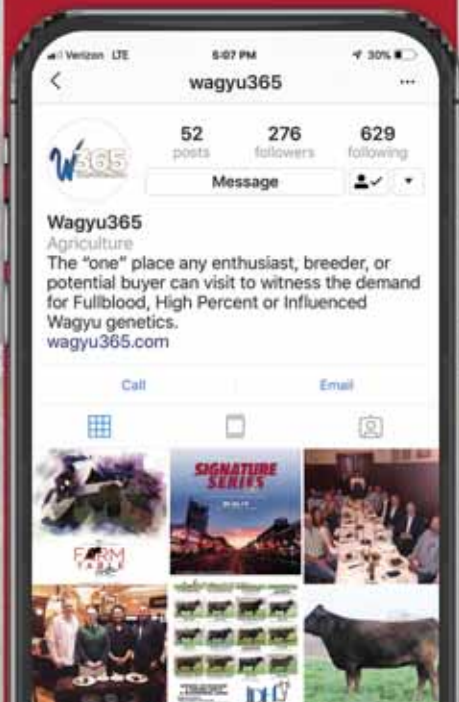 Verizon LTE 5:07 PM 30%
wagyu365
W365
52 276 629
posts followers following
Message
Wagyu365
Agriculture
The “one” place any enthusiast, breeder, or
potential buyer can visit to witness the demand
for Fullblood, High Percent or Influenced
Wagyu genetics.
wagyu365.com
Call Email
SIGNATURE
SERIES
FARM
TABLE